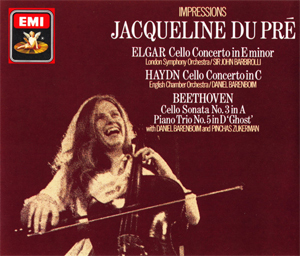 EMI
IMPRESSIONS
JACQUELINE DU PRÉ
ELGAR Cello Concerto in E minor
London Symphony Orchestra/SIR JOHN BARBIROLLI
HAYDN Cello Concerto in C
English Chamber Orchestra/DANIEL BARENBOIM
BEETHOVEN
Cello Sonata No.3 in A
Piano Trio No.5 in D 'Ghost'
with DANIEL BARENBOIM and PINCHAS ZUKERMAN